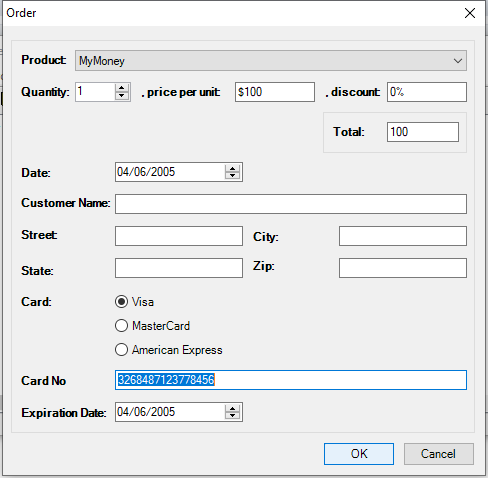 Order
Product: MyMoney
Quantity: 1 , price per unit: $100 , discount: 0%
Total: 100
Date: 04/06/2005
Customer Name:
Street: City:
State: Zip:
Card: Visa
MasterCard
American Express
Card No 3268487123778456
Expiration Date: 04/06/2005
OK Cancel